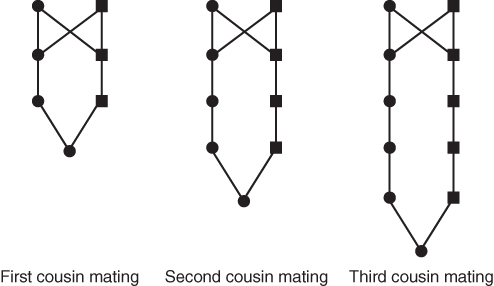 First cousin mating
Second cousin mating
Third cousin mating